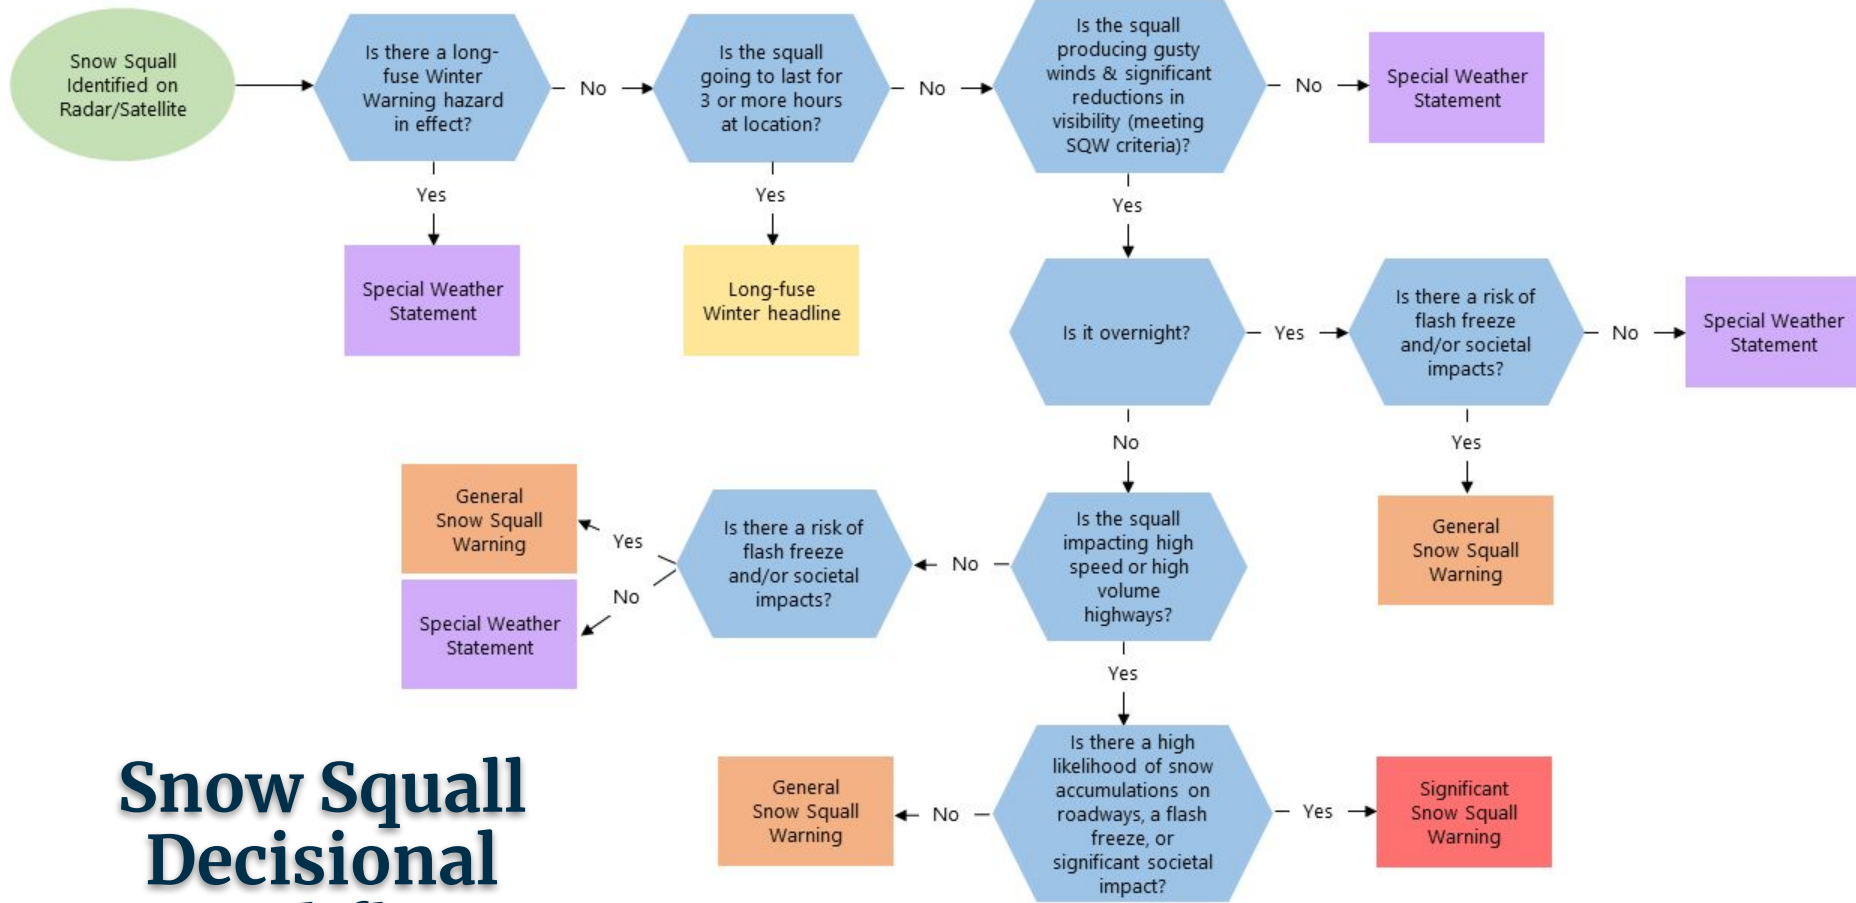 Snow Squall
Identified on
Radar/Satellite
Is there a long-
fuse Winter
Warning hazard
in effect?
No
Is the squall
going to last for
3 or more hours
at location?
No
Is the squall
producing gusty
winds & significant
reductions in
visibility (meeting
SQW criteria)?
No
Special Weather
Statement
Yes
Special Weather
Statement
Yes
Long-fuse
Winter headline
Yes
Is it overnight?
Yes
Is there a risk of
flash freeze
and/or societal
impacts?
No
Special Weather
Statement
No
Yes
General
Snow Squall
Warning
Is the squall
impacting high
speed or high
volume
highways?
No
Is there a risk of
flash freeze
and/or societal
impacts?
Yes
General
Snow Squall
Warning
No
Special Weather
Statement
Yes
Is there a high
likelihood of snow
accumulations on
roadways, a flash
freeze, or
significant societal
impact?
No
General
Snow Squall
Warning
Yes
Significant
Snow Squall
Warning
Snow Squall
Decisional